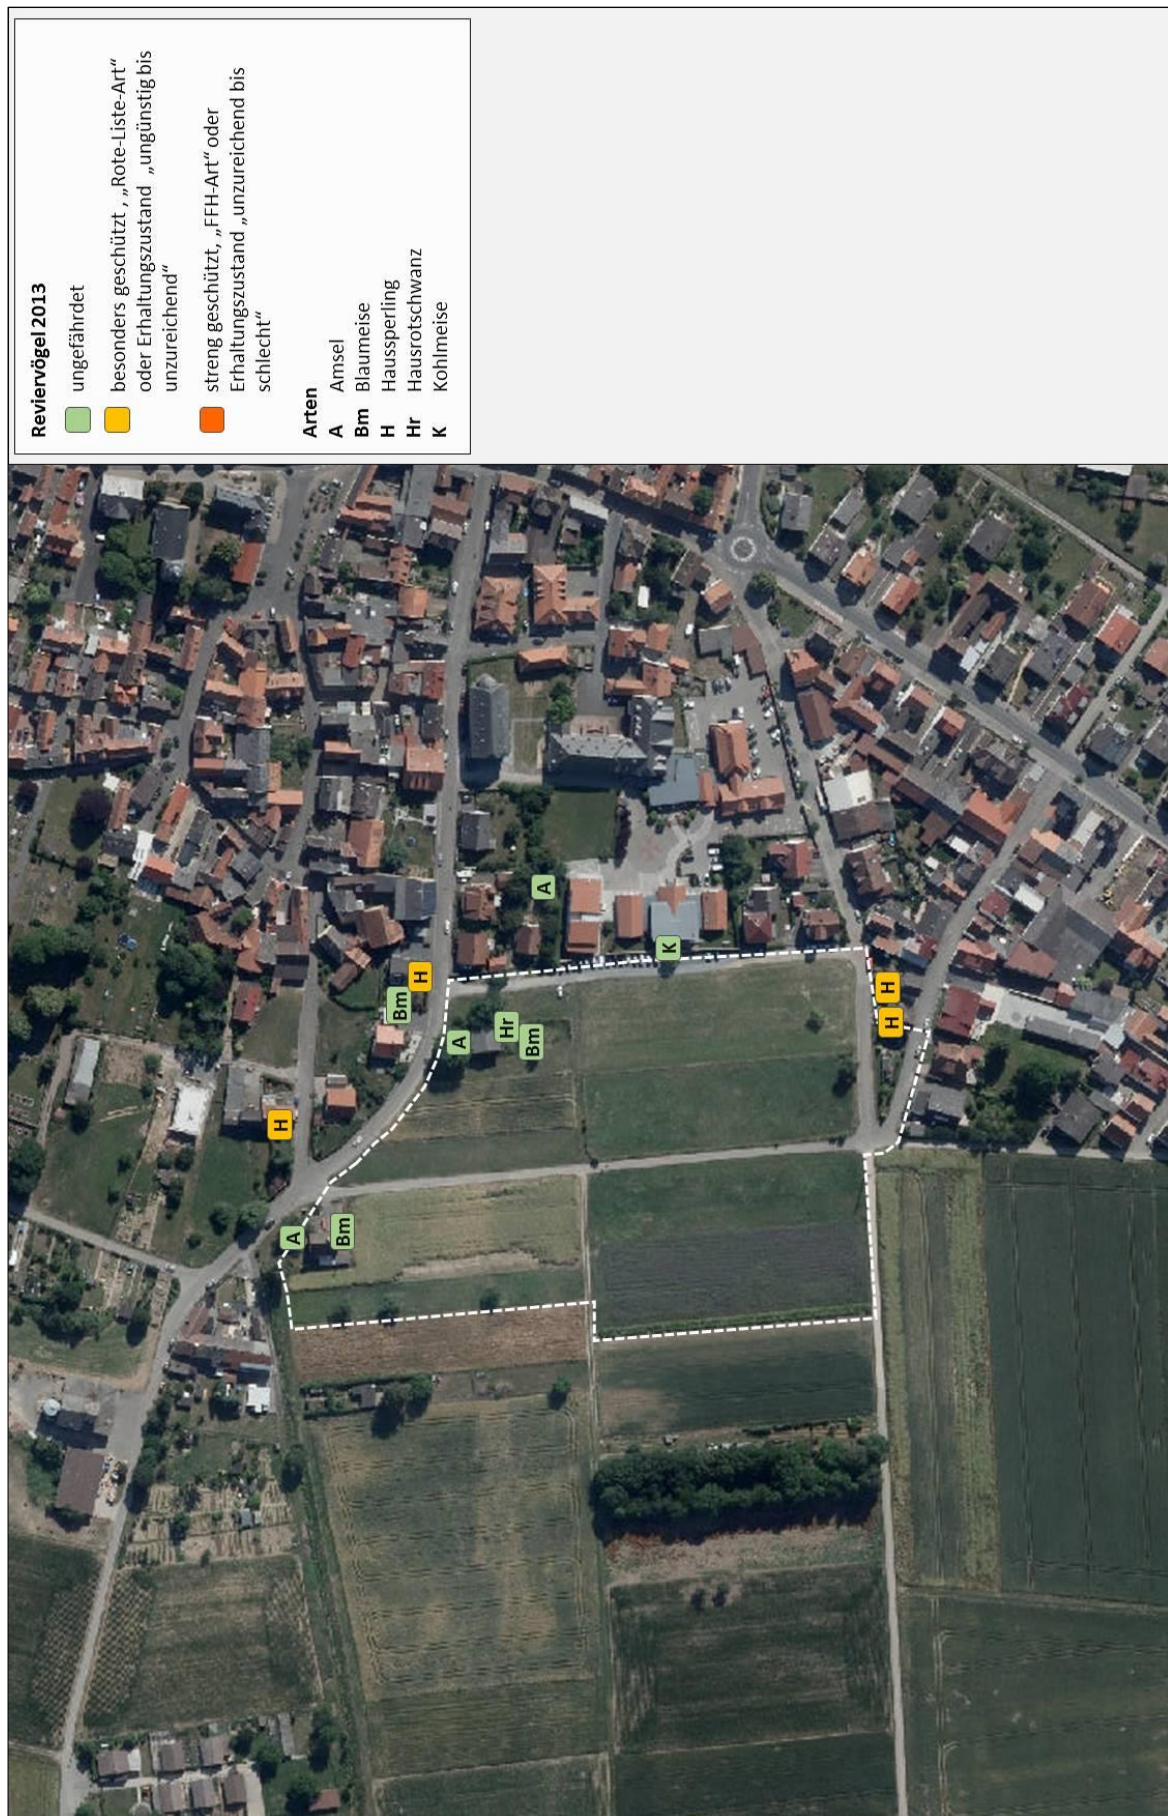 Reviervögel 2013
ungefährdet
besonders geschützt , „Rote-Liste-Art“
oder Erhaltungszustand „ungünstig bis
unzureichend“
streng geschützt, „FFH-Art“ oder
Erhaltungszustand „unzureichend bis
schlecht“
Arten
A Amsel
Bm Blaumeise
H Haussperling
Hr Hausrotschwanz
K Kohlmeise
A
Bm
H
A
Hr
Bm
H
Bm
H
A
K
H
H